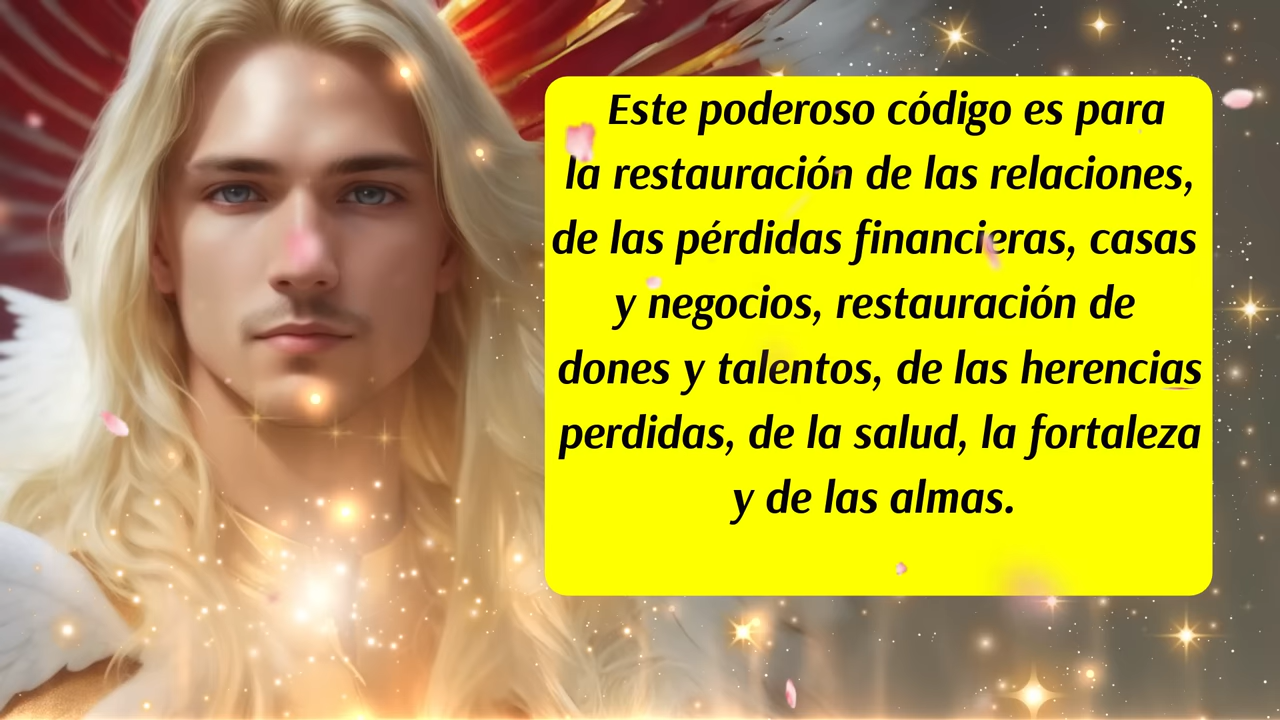 Este poderoso código es para
la restauración de las relaciones,
de las pérdidas financieras, casas
y negocios, restauración de
dones y talentos, de las herencias
perdidas, de la salud, la fortaleza
y de las almas.